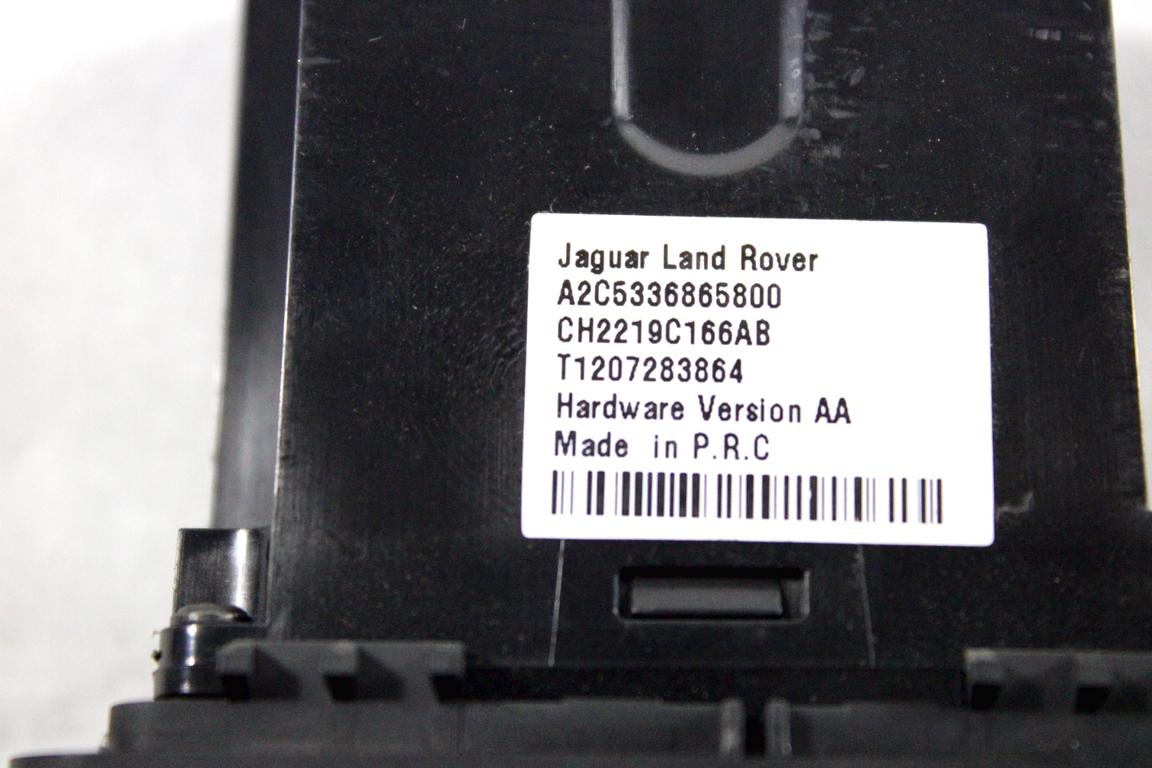 Jaguar Land Rover
A2C5336865800
CH2219C166AB
T1207283864
Hardware Version AA
Made in P.R.C